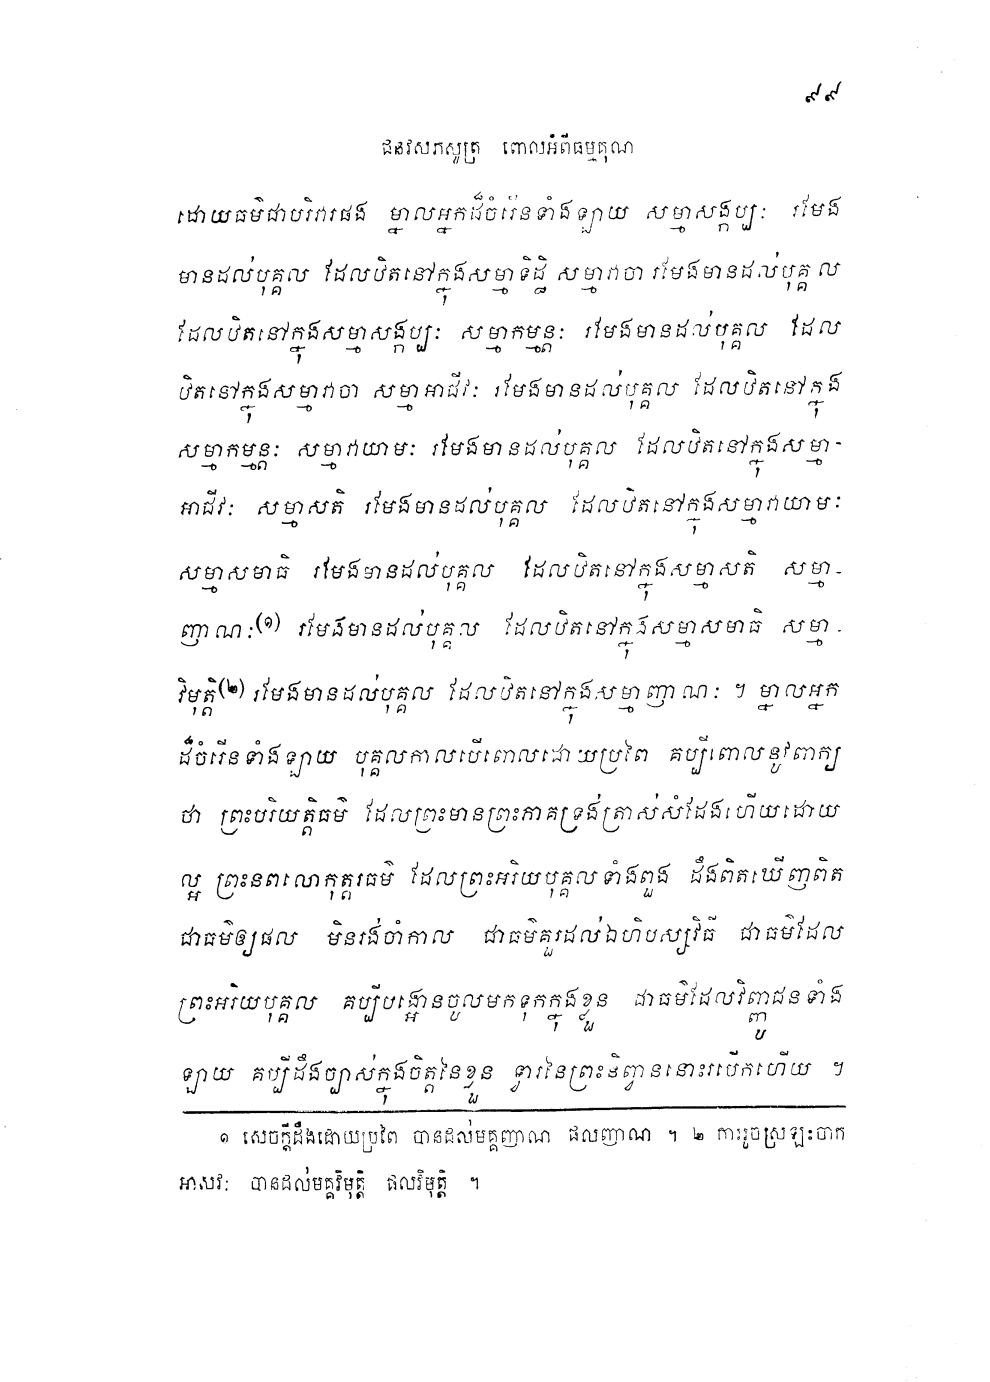 ៩៩
ជនវសភសូត្រ ពោលអំពីធម្មគុណ
ដោយធម៌ជាបរិវារផង ម្នាលអ្នកដ៏ចំរើនទាំងឡាយ សម្មាសង្កប្បៈ រមែង
មានដល់បុគ្គល ដែលឋិតនៅក្នុងសម្មាទិដ្ឋិ សម្មាវាចា រមែងមានដល់បុគ្គល
ដែលឋិតនៅក្នុងសម្មាសង្កប្បៈ សម្មាកម្មន្តៈ រមែងមានដល់បុគ្គល ដែល
ឋិតនៅក្នុងសម្មាវាចា សម្មាអាជីវៈ រមែងមានដល់បុគ្គល ដែលឋិតនៅក្នុង
សម្មាកម្មន្តៈ សម្មាវាយាមៈ រមែងមានដល់បុគ្គល ដែលឋិតនៅក្នុងសម្មា-
អាជីវៈ សម្មាសតិ រមែងមានដល់បុគ្គល ដែលឋិតនៅក្នុងសម្មាវាយាមៈ
សម្មាសមាធិ រមែងមានដល់បុគ្គល ដែលឋិតនៅក្នុងសម្មាសតិ សម្មា-
ញាណៈ(១) រមែងមានដល់បុគ្គល ដែលឋិតនៅក្នុងសម្មាសមាធិ សម្មា-
វិមុត្តិ(២) រមែងមានដល់បុគ្គល ដែលឋិតនៅក្នុងសម្មាញាណៈ ។ ម្នាលអ្នក
ដ៏ចំរើនទាំងឡាយ បុគ្គលកាលបើពោលដោយប្រពៃ គប្បីពោលនូវពាក្យ
ថា ព្រះបរិយត្តិធម៌ ដែលព្រះមានព្រះភាគទ្រង់ត្រាស់សំដែងហើយដោយ
ល្អ ព្រះនពលោកុត្តរធម៌ ដែលព្រះអរិយបុគ្គលទាំងពួង ដឹងពិតឃើញពិត
ជាធម៌ឲ្យផល មិនរង់ចាំកាល ជាធម៌គួរដល់ឯហិបស្សវិធី ជាធម៌ដែល
ព្រះអរិយបុគ្គល គប្បីបង្អោនចូលមកទុកក្នុងខ្លួន ជាធម៌ដែលវិញ្ញូជនទាំង
ឡាយ គប្បីដឹងច្បាស់ក្នុងចិត្តនៃខ្លួន ទ្វារនៃព្រះនិព្វាននោះបើកហើយ ។
១ សេចក្តីដឹងដោយប្រពៃ បានដល់មគ្គញាណ ផលញាណ ។ ២ ការរួចស្រឡះចាក
អាសវៈ បានដល់មគ្គវិមុត្តិ ផលវិមុត្តិ ។